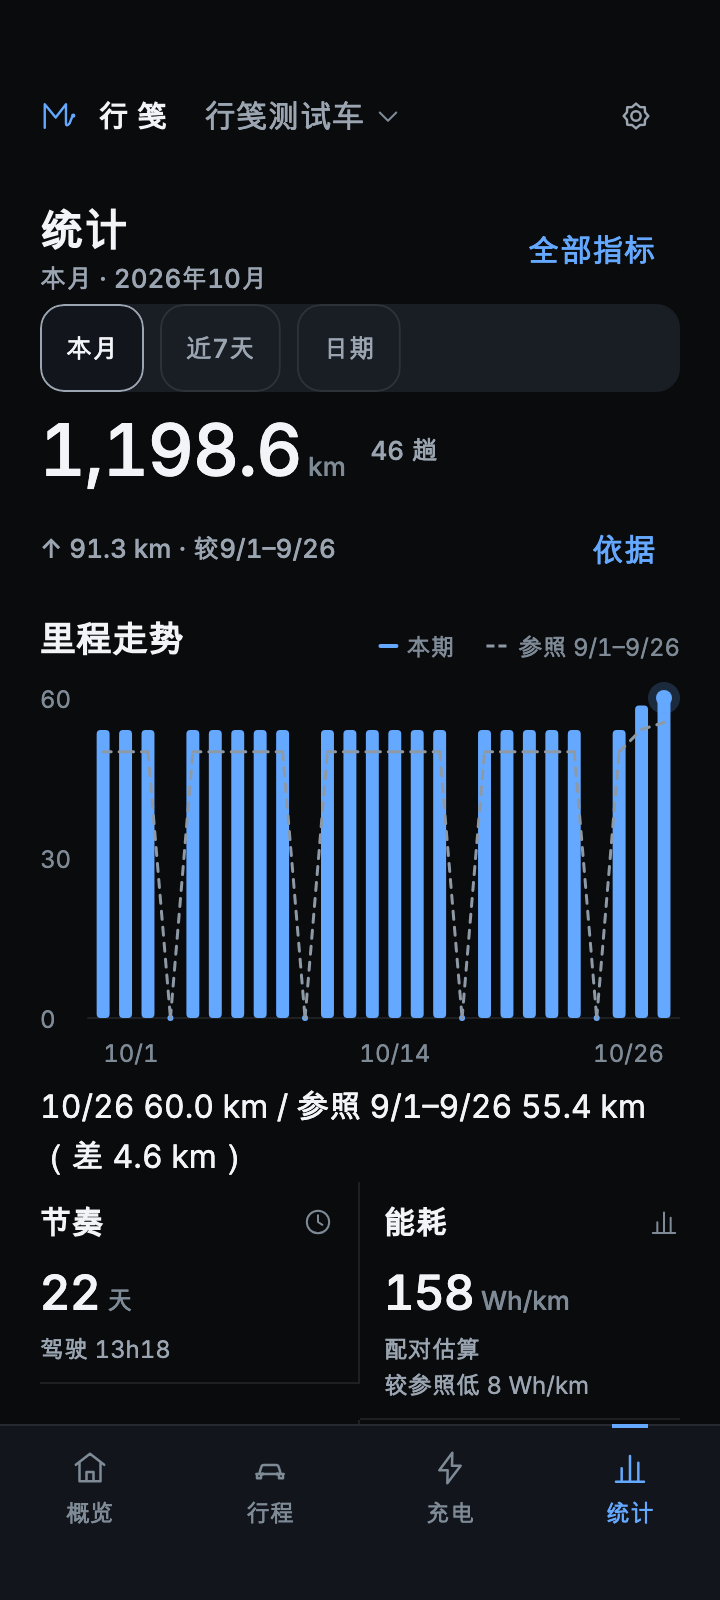 行笺 行笺测试车
统计
全部指标
本月 · 2026年10月
本月 近7天 日期
1,198.6 km 46 趟
↑ 91.3 km · 较9/1–9/26 依据
里程走势 本期 参照 9/1–9/26
60
30
0
10/1 10/14 10/26
10/26 60.0 km / 参照 9/1–9/26 55.4 km
（差 4.6 km）
节奏
22 天
驾驶 13h18
能耗
158 Wh/km
配对估算
较参照低 8 Wh/km
概览 行程 充电 统计